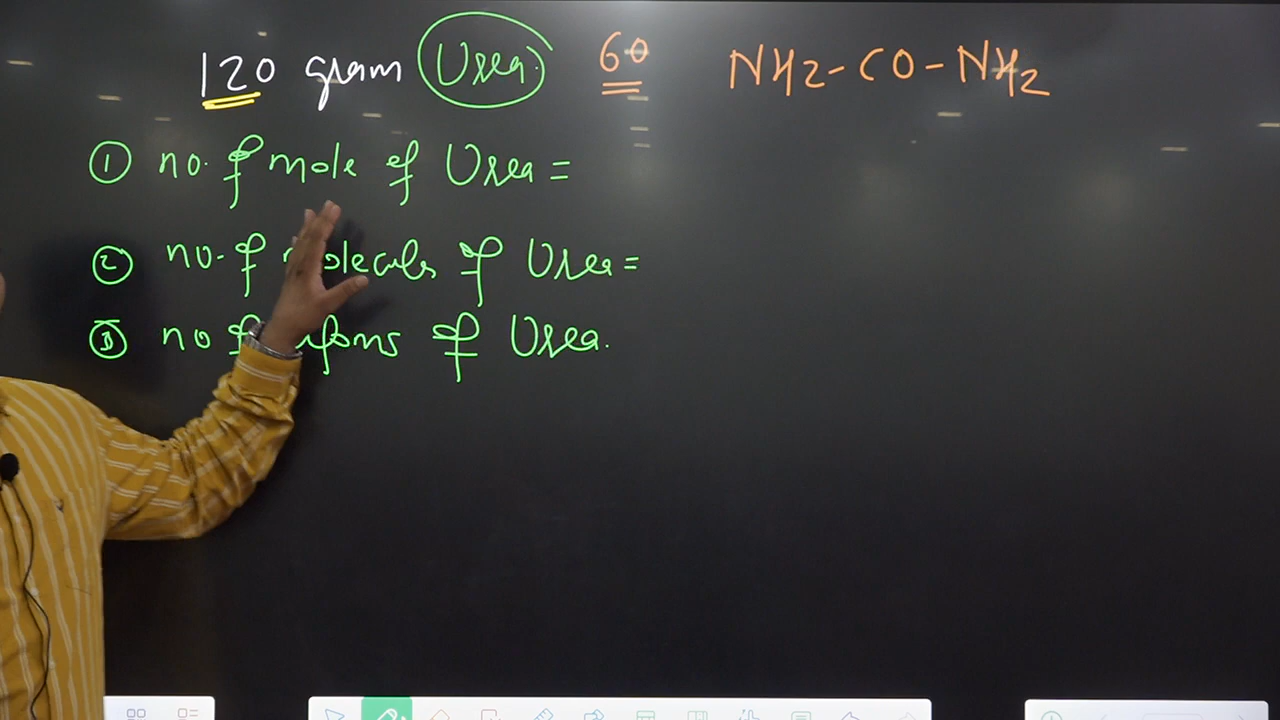 120 gram Urea 60 NH2-CO-NH2
① no. of mole of Urea =
② no. of molecules of Urea =
③ no of of Urea.